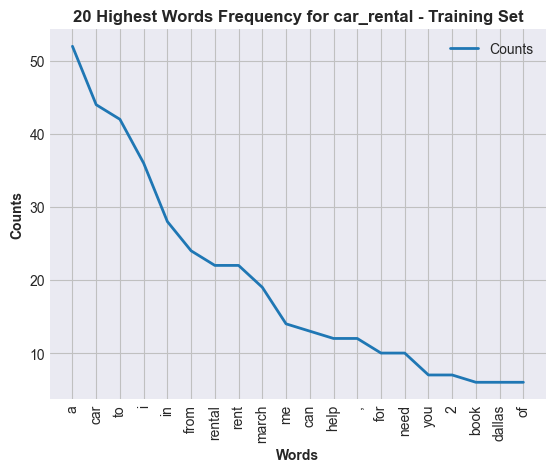 20 Highest Words Frequency for car_rental - Training Set
Counts
50
40
30
20
10
Counts
a
car
to
i
in
from
rental
rent
march
me
can
help
,
for
need
you
2
book
dallas
of
Words